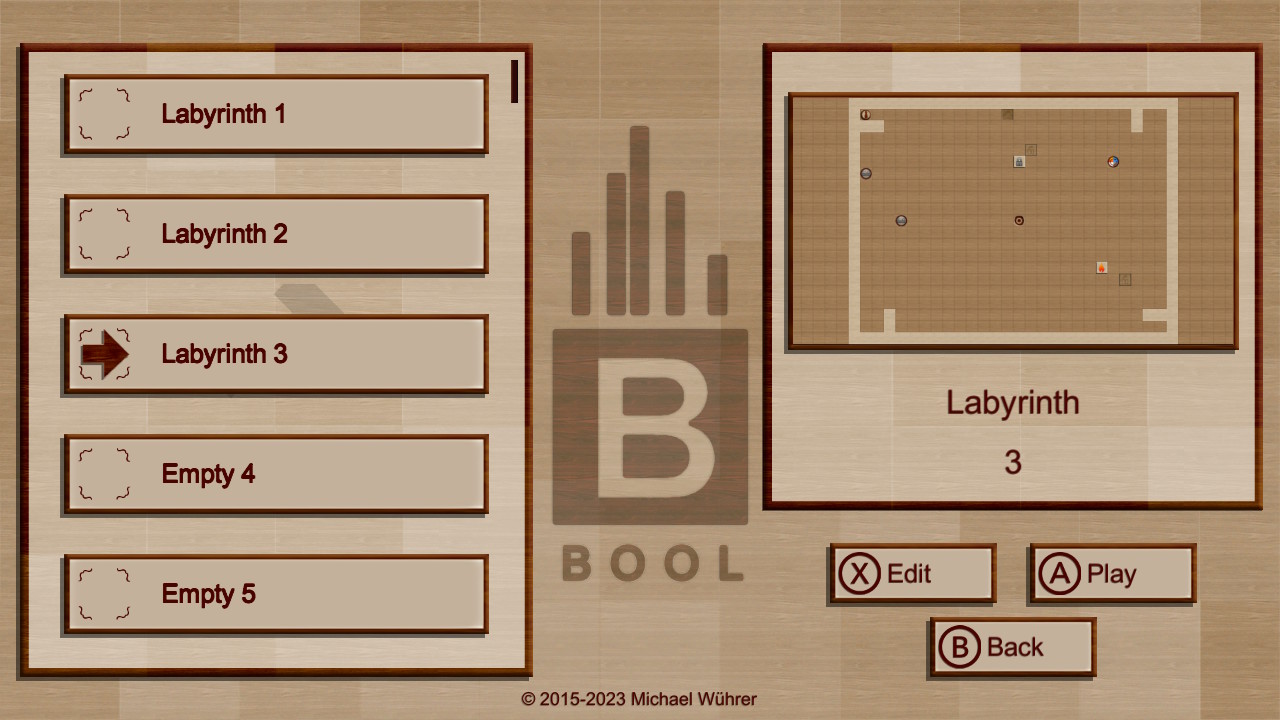 Labyrinth 1
Labyrinth 2
Labyrinth 3
Empty 4
Empty 5
B
BOOL
Labyrinth
3
X Edit
A Play
B Back
© 2015-2023 Michael Wührer